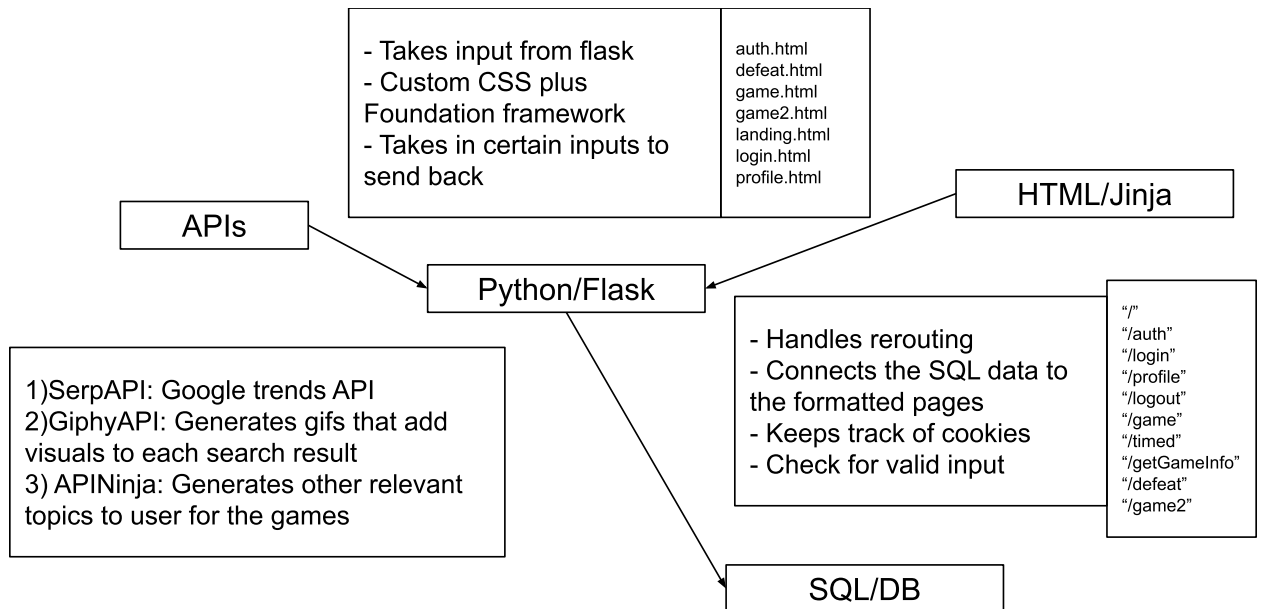 - Takes input from flask
- Custom CSS plus
Foundation framework
- Takes in certain inputs to
send back
auth.html
defeat.html
game.html
game2.html
landing.html
login.html
profile.html
HTML/Jinja
APIs
Python/Flask
- Handles rerouting
- Connects the SQL data to
the formatted pages
- Keeps track of cookies
- Check for valid input
“/”
“/auth”
“/login”
“/profile”
“/logout”
“/game”
“/timed”
“/getGameInfo”
“/defeat”
“/game2”
1)SerpAPI: Google trends API
2)GiphyAPI: Generates gifs that add
visuals to each search result
3) APINinja: Generates other relevant
topics to user for the games
SQL/DB